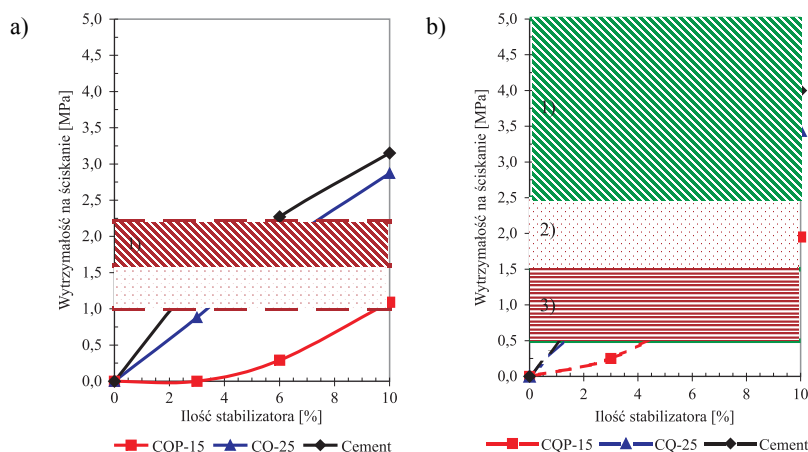 a)
Wytrzymałość na ściskanie [MPa]
5,0
4,5
4,0
3,5
3,0
2,5
2,0
1,5
1,0
0,5
0,0
0 2 4 6 8 10
Ilość stabilizatora [%]
COP-15 CO-25 Cement
b)
Wytrzymałość na ściskanie [MPa]
5,0
4,5
4,0
3,5
3,0
2,5
2,0
1,5
1,0
0,5
0,0
1)
2)
3)
0 2 4 6 8 10
Ilość stabilizatora [%]
CQP-15 CQ-25 Cement